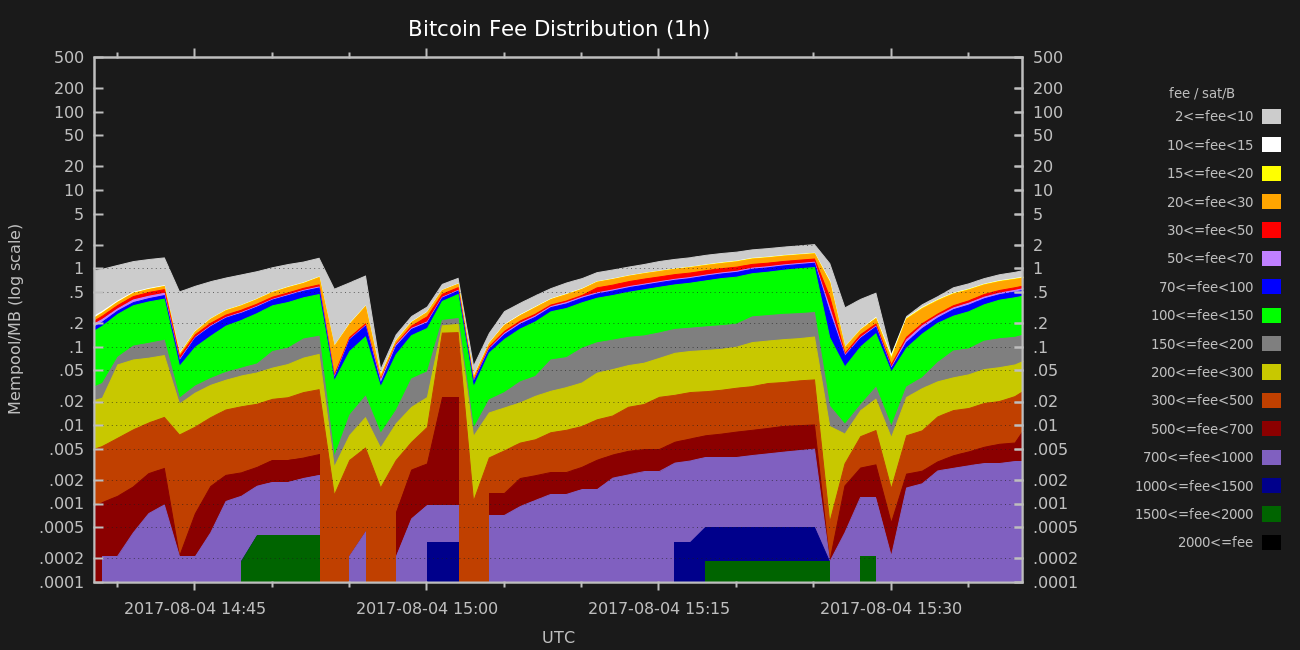 Bitcoin Fee Distribution (1h)
Mempool/MB (log scale)
500
200
100
50
20
10
5
2
1
.5
.2
.1
.05
.02
.01
.005
.002
.001
.0005
.0002
.0001
500
200
100
50
20
10
5
2
1
.5
.2
.1
.05
.02
.01
.005
.002
.001
.0005
.0002
.0001
2017-08-04 14:45
2017-08-04 15:00
2017-08-04 15:15
2017-08-04 15:30
UTC
fee / sat/B
2<=fee<10
10<=fee<15
15<=fee<20
20<=fee<30
30<=fee<50
50<=fee<70
70<=fee<100
100<=fee<150
150<=fee<200
200<=fee<300
300<=fee<500
500<=fee<700
700<=fee<1000
1000<=fee<1500
1500<=fee<2000
2000<=fee